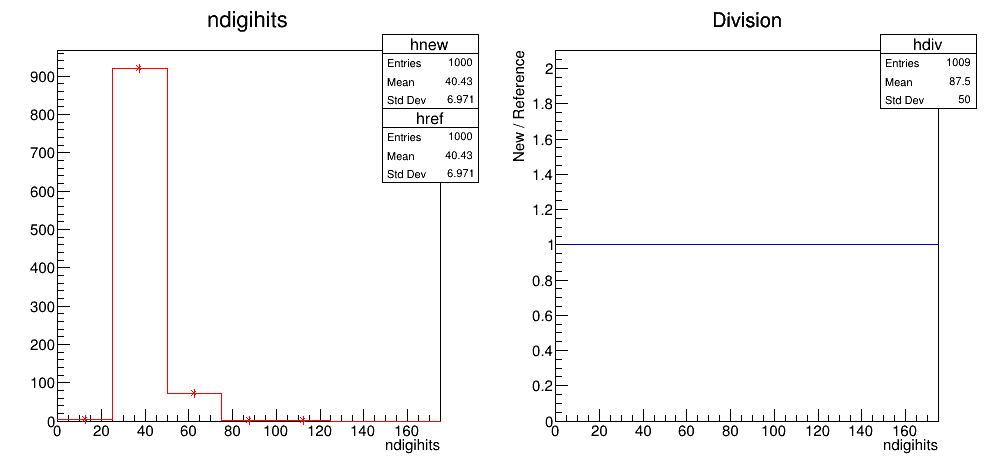 ndigihits
hnew
Entries 1000
Mean 40.43
Std Dev 6.971
href
Entries 1000
Mean 40.43
Std Dev 6.971
900
800
700
600
500
400
300
200
100
0
0 20 40 60 80 100 120 140 160
ndigihits
Division
hdiv
Entries 1009
Mean 87.5
Std Dev 50
New / Reference
2
1.8
1.6
1.4
1.2
1
0.8
0.6
0.4
0.2
0
0 20 40 60 80 100 120 140 160
ndigihits